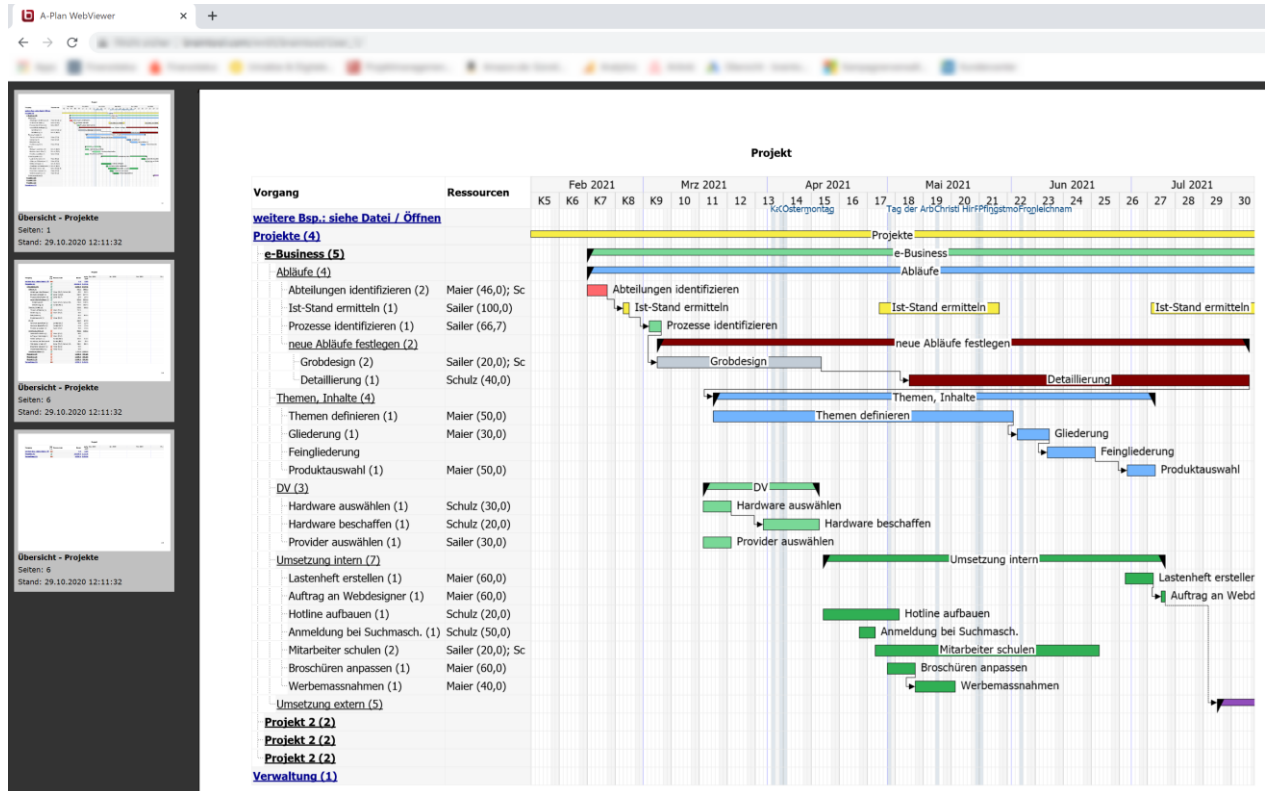 A-Plan WebViewer
Projekt
Vorgang Ressourcen Feb 2021 Mrz 2021 Apr 2021 Mai 2021 Jun 2021 Jul 2021
K5 K6 K7 K8 K9 10 11 12 13 14 15 16 17 18 19 20 21 22 23 24 25 26 27 28 29 30
weitere Bsp.: siehe Datei / Öffnen
Projekte (4) Projekte
e-Business (5) e-Business
Abläufe (4) Abläufe
Abteilungen identifizieren (2) Maier (46,0); Sc Abteilungen identifizieren
Ist-Stand ermitteln (1) Sailer (100,0) Ist-Stand ermitteln Ist-Stand ermitteln Ist-Stand ermitteln
Prozesse identifizieren (1) Sailer (66,7) Prozesse identifizieren
neue Abläufe festlegen (2) neue Abläufe festlegen
Grobdesign (2) Sailer (20,0); Sc Grobdesign
Detaillierung (1) Schulz (40,0) Detaillierung
Themen, Inhalte (4) Themen, Inhalte
Themen definieren (1) Maier (50,0) Themen definieren
Gliederung (1) Maier (30,0) Gliederung
Feingliederung Feingliederung
Produktauswahl (1) Maier (50,0) Produktauswahl
DV (3) DV
Hardware auswählen (1) Schulz (30,0) Hardware auswählen
Hardware beschaffen (1) Schulz (20,0) Hardware beschaffen
Provider auswählen (1) Sailer (30,0) Provider auswählen
Umsetzung intern (7) Umsetzung intern
Lastenheft erstellen (1) Maier (60,0) Lastenheft ersteller
Auftrag an Webdesigner (1) Maier (60,0) Auftrag an Webd
Hotline aufbauen (1) Schulz (20,0) Hotline aufbauen
Anmeldung bei Suchmasch. (1) Schulz (50,0) Anmeldung bei Suchmasch.
Mitarbeiter schulen (2) Sailer (20,0); Sc Mitarbeiter schulen
Broschüren anpassen (1) Maier (60,0) Broschüren anpassen
Werbemassnahmen (1) Maier (40,0) Werbemassnahmen
Umsetzung extern (5)
Projekt 2 (2)
Projekt 2 (2)
Projekt 2 (2)
Verwaltung (1)
Übersicht - Projekte
Seiten: 1
Stand: 29.10.2020 12:11:32
Übersicht - Projekte
Seiten: 6
Stand: 29.10.2020 12:11:32
Übersicht - Projekte
Seiten: 6
Stand: 29.10.2020 12:11:32